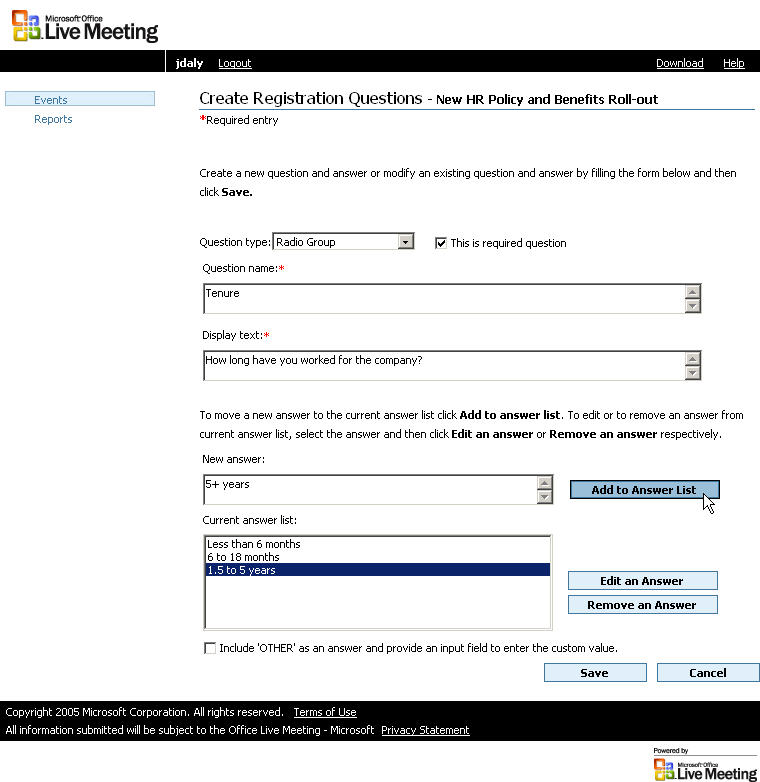 Microsoft Office
Live Meeting
jdaly Logout Download Help
Events
Reports
Create Registration Questions - New HR Policy and Benefits Roll-out
*Required entry
Create a new question and answer or modify an existing question and answer by filling the form below and then
click Save.
Question type: Radio Group This is required question
Question name:*
Tenure
Display text:*
How long have you worked for the company?
To move a new answer to the current answer list click Add to answer list. To edit or to remove an answer from
current answer list, select the answer and then click Edit an answer or Remove an answer respectively.
New answer:
5+ years
Add to Answer List
Current answer list:
Less than 6 months
6 to 18 months
1.5 to 5 years
Edit an Answer
Remove an Answer
Include 'OTHER' as an answer and provide an input field to enter the custom value.
Save Cancel
Copyright 2005 Microsoft Corporation. All rights reserved. Terms of Use
All information submitted will be subject to the Office Live Meeting - Microsoft Privacy Statement
Powered by
Microsoft Office
Live Meeting